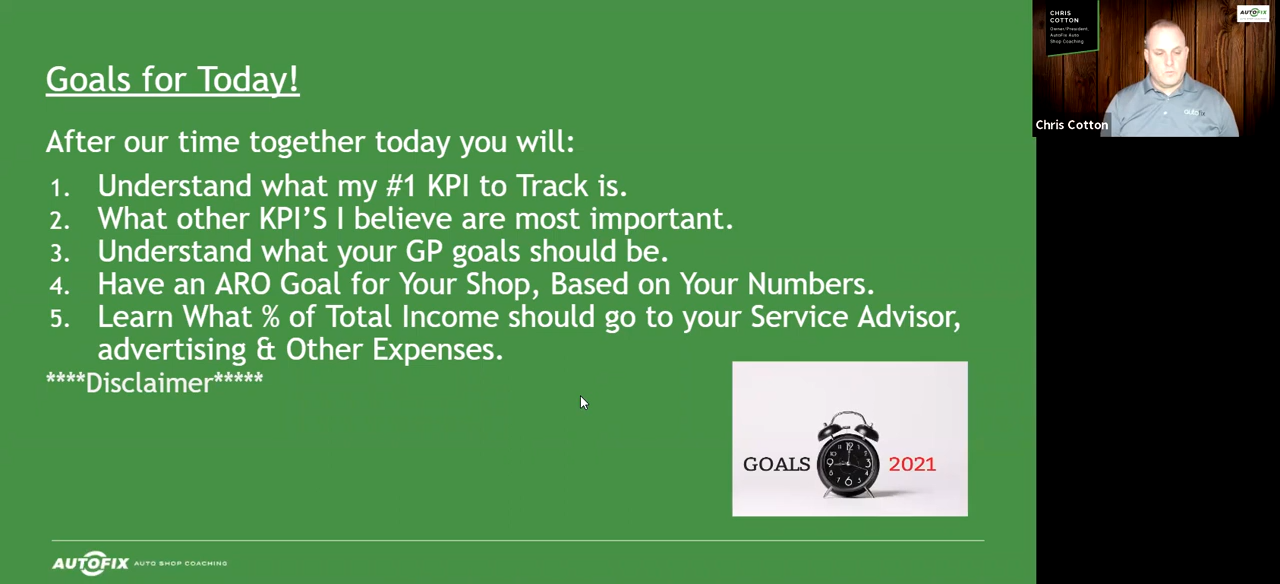 Goals for Today!
After our time together today you will:
1. Understand what my #1 KPI to Track is.
2. What other KPI'S I believe are most important.
3. Understand what your GP goals should be.
4. Have an ARO Goal for Your Shop, Based on Your Numbers.
5. Learn What % of Total Income should go to your Service Advisor,
advertising & Other Expenses.
****Disclaimer*****
GOALS 2021
AUTOFIX AUTO SHOP COACHING
CHRIS
COTTON
Owner/President,
AutoFix Auto
Shop Coaching
AUTOFIX
autofix
Chris Cotton